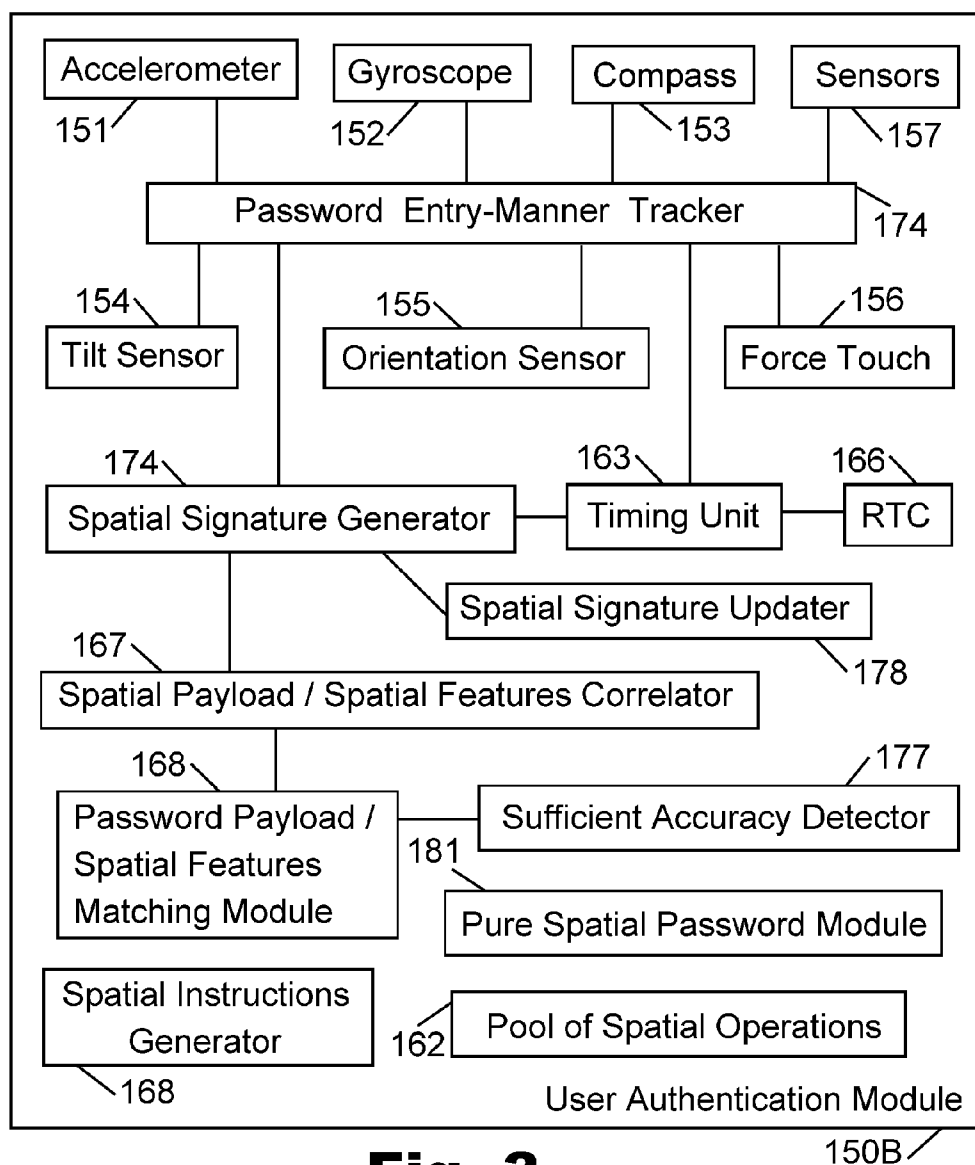 Accelerometer
Gyroscope
Compass
Sensors
151
152
153
157
Password Entry-Manner Tracker
174
154
155
156
Tilt Sensor
Orientation Sensor
Force Touch
174
163
166
Spatial Signature Generator
Timing Unit
RTC
Spatial Signature Updater
167
178
Spatial Payload / Spatial Features Correlator
168
177
Password Payload /
Spatial Features
Matching Module
Sufficient Accuracy Detector
181
Pure Spatial Password Module
Spatial Instructions
Generator
162
Pool of Spatial Operations
168
User Authentication Module
150B